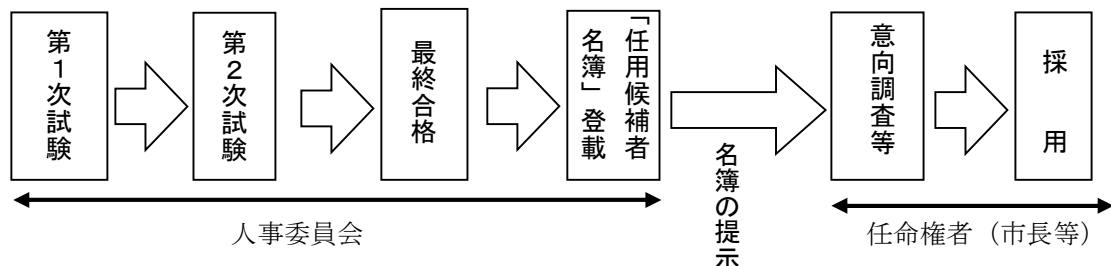 第１次試験
第２次試験
最終合格
「任用候補者
名簿」登載
名簿の提示
意向調査等
採用
人事委員会
任命権者（市長等）